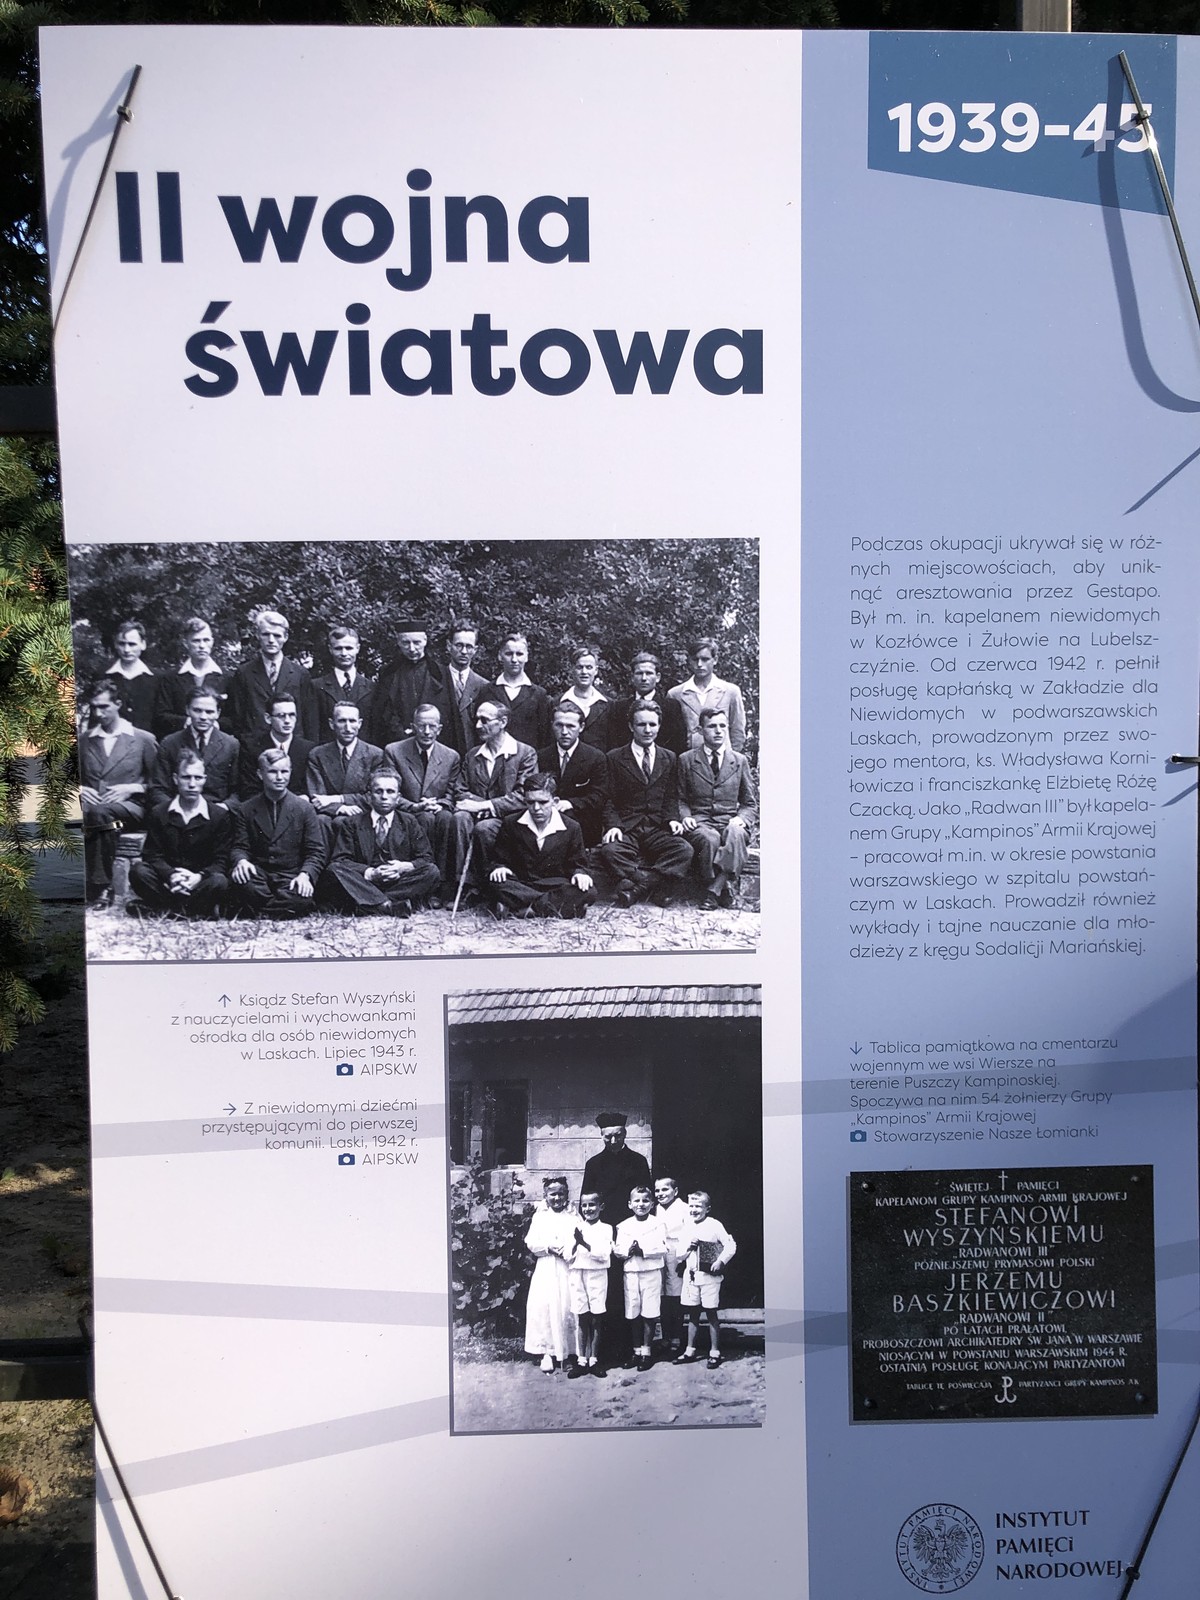 1939-45
II wojna
światowa
Podczas okupacji ukrywał się w róż-
nych miejscowościach, aby unik-
nąć aresztowania przez Gestapo.
Był m. in. kapelanem niewidomych
w Kozłówce i Żułowie na Lubelsz-
czyźnie. Od czerwca 1942 r. pełnił
posługę kapłańską w Zakładzie dla
Niewidomych w podwarszawskich
Laskach, prowadzonym przez swo-
jego mentora, ks. Władysława Korni-
łowicza i franciszkankę Elżbietę Różę
Czacką. Jako „Radwan III” był kapela-
nem Grupy „Kampinos” Armii Krajowej
– pracował m.in. w okresie powstania
warszawskiego w szpitalu powstań-
czym w Laskach. Prowadził również
wykłady i tajne nauczanie dla mło-
dzieży z kręgu Sodalicji Mariańskiej.
↑ Ksiądz Stefan Wyszyński
z nauczycielami i wychowankami
ośrodka dla osób niewidomych
w Laskach. Lipiec 1943 r.
AIPSKW
→ Z niewidomymi dziećmi
przystępującymi do pierwszej
komunii. Laski, 1942 r.
AIPSKW
↓ Tablica pamiątkowa na cmentarzu
wojennym we wsi Wiersze na
terenie Puszczy Kampinoskiej.
Spoczywa na nim 54 żołnierzy Grupy
„Kampinos” Armii Krajowej
Stowarzyszenie Nasze Łomianki
ŚWIĘTEJ PAMIĘCI
KAPELANOM GRUPY KAMPINOS ARMII KRAJOWEJ
STEFANOWI
WYSZYŃSKIEMU
„RADWANOWI III”
PÓŹNIEJSZEMU PRYMASOWI POLSKI
JERZEMU
BASZKIEWICZOWI
„RADWANOWI II”
PO LATACH PRAŁATOWI,
PROBOSZCZOWI ARCHIKATEDRY ŚW JANA W WARSZAWIE
NIOSĄCYM W POWSTANIU WARSZAWSKIM 1944 R.
OSTATNIĄ POSŁUGĘ KONAJĄCYM PARTYZANTOM
TABLICĘ TĘ POŚWIĘCAJĄ PARTYZANCI GRUPY KAMPINOS A K
INSTYTUT PAMIĘCI NARODOWEJ
INSTYTUT
PAMIĘCi
NARODOWEJ